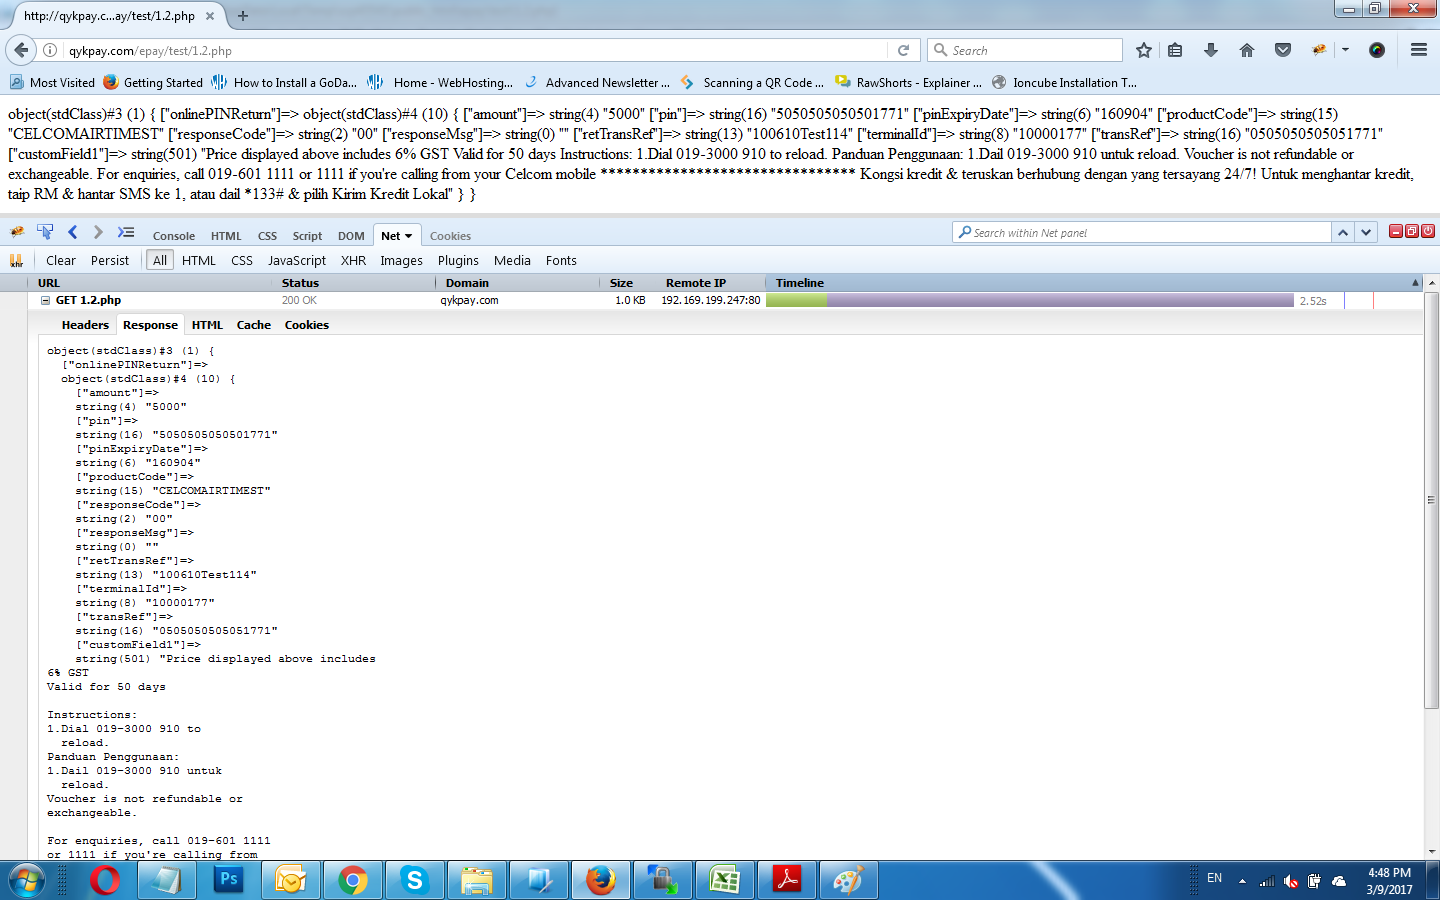 http://qykpay.c...ay/test/1.2.php
qykpay.com/epay/test/1.2.php
Search
Most Visited Getting Started How to Install a GoDa... Home - WebHosting... Advanced Newsletter ... Scanning a QR Code ... RawShorts - Explainer ... Ioncube Installation T...
object(stdClass)#3 (1) { ["onlinePINReturn"]=> object(stdClass)#4 (10) { ["amount"]=> string(4) "5000" ["pin"]=> string(16) "5050505050501771" ["pinExpiryDate"]=> string(6) "160904" ["productCode"]=> string(15)
"CELCOMAIRTIMEST" ["responseCode"]=> string(2) "00" ["responseMsg"]=> string(0) "" ["retTransRef"]=> string(13) "100610Test114" ["terminalId"]=> string(8) "10000177" ["transRef"]=> string(16) "0505050505051771"
["customField1"]=> string(501) "Price displayed above includes 6% GST Valid for 50 days Instructions: 1.Dial 019-3000 910 to reload. Panduan Penggunaan: 1.Dail 019-3000 910 untuk reload. Voucher is not refundable or
exchangeable. For enquiries, call 019-601 1111 or 1111 if you're calling from your Celcom mobile ******************************** Kongsi kredit & teruskan berhubung dengan yang tersayang 24/7! Untuk menghantar kredit,
taip RM & hantar SMS ke 1, atau dail *133# & pilih Kirim Kredit Lokal" } }
Console HTML CSS Script DOM Net Cookies
Search within Net panel
xhr Clear Persist All HTML CSS JavaScript XHR Images Plugins Media Fonts
URL Status Domain Size Remote IP Timeline
GET 1.2.php 200 OK qykpay.com 1.0 KB 192.169.199.247:80 2.52s
Headers Response HTML Cache Cookies
object(stdClass)#3 (1) {
["onlinePINReturn"]=>
object(stdClass)#4 (10) {
["amount"]=>
string(4) "5000"
["pin"]=>
string(16) "5050505050501771"
["pinExpiryDate"]=>
string(6) "160904"
["productCode"]=>
string(15) "CELCOMAIRTIMEST"
["responseCode"]=>
string(2) "00"
["responseMsg"]=>
string(0) ""
["retTransRef"]=>
string(13) "100610Test114"
["terminalId"]=>
string(8) "10000177"
["transRef"]=>
string(16) "0505050505051771"
["customField1"]=>
string(501) "Price displayed above includes
6% GST
Valid for 50 days
Instructions:
1.Dial 019-3000 910 to
reload.
Panduan Penggunaan:
1.Dail 019-3000 910 untuk
reload.
Voucher is not refundable or
exchangeable.
For enquiries, call 019-601 1111
or 1111 if you're calling from
Ps
EN
4:48 PM
3/9/2017